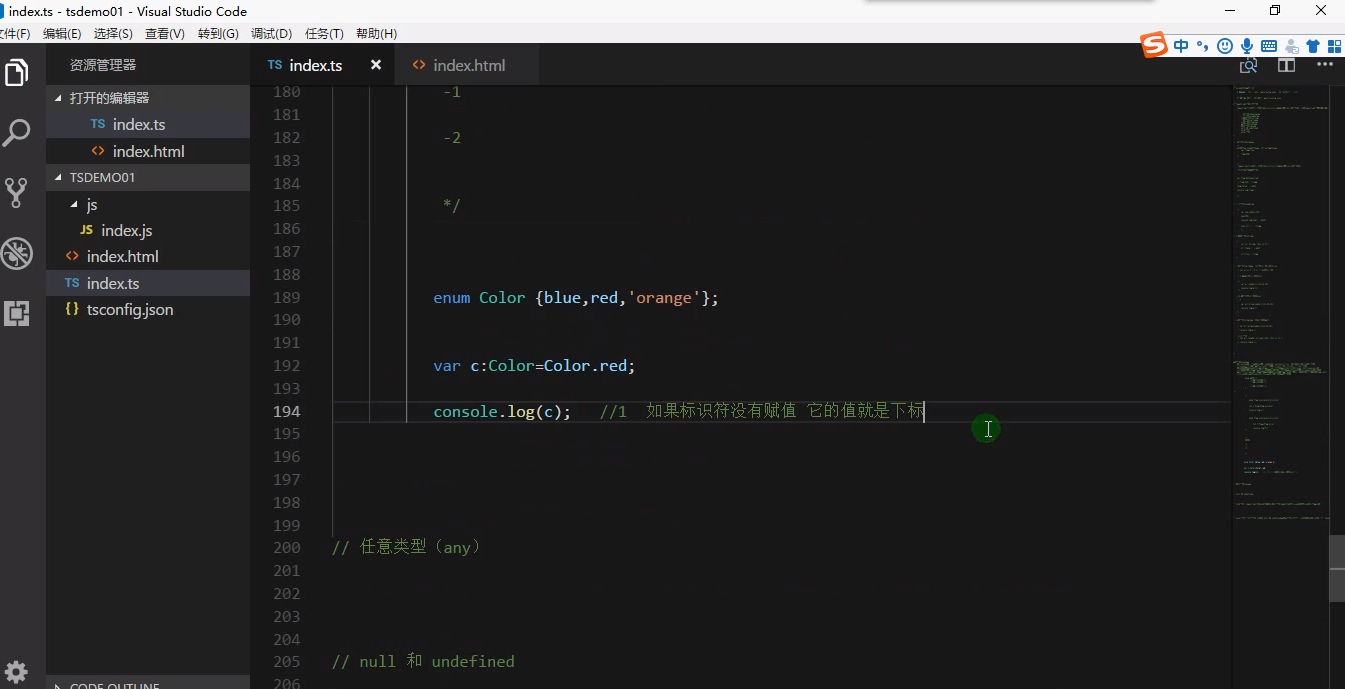 index.ts - tsdemo01 - Visual Studio Code
文件(F) 编辑(E) 选择(S) 查看(V) 转到(G) 调试(D) 任务(T) 帮助(H)
中
资源管理器
TS index.ts
<> index.html
打开的编辑器
TS index.ts
<> index.html
TSDEMO01
js
JS index.js
<> index.html
TS index.ts
{} tsconfig.json
CODE OUTLINE
180 -1
181
182 -2
183
184
185 */
186
187
188
189 enum Color {blue,red,'orange'};
190
191
192 var c:Color=Color.red;
193
194 console.log(c); //1 如果标识符没有赋值 它的值就是下标
195
196
197
198
199
200 // 任意类型（any）
201
202
203
204
205 // null 和 undefined
206